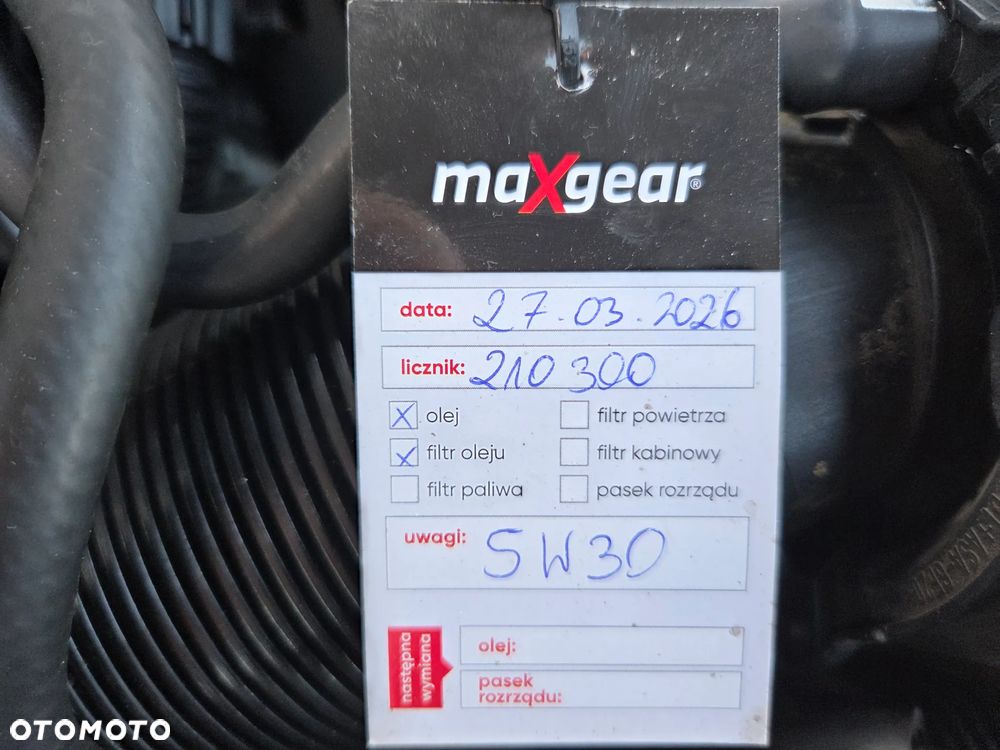 maXgear®
data: 27.03.2026
licznik: 210 300
X olej
filtr powietrza
X filtr oleju
filtr kabinowy
filtr paliwa
pasek rozrządu
uwagi: 5W30
następna
wymiana
olej:
pasek
rozrządu:
OTOMOTO